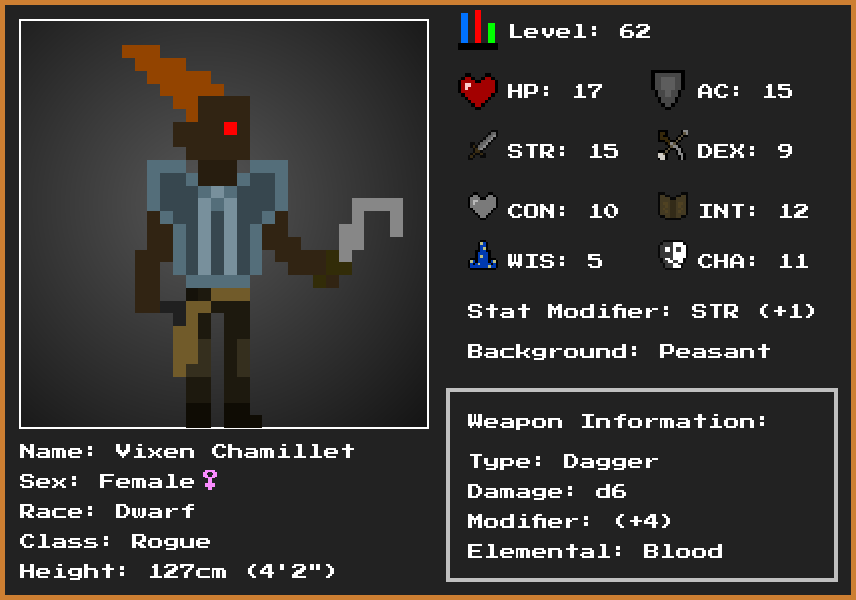 Level: 62
HP: 17
AC: 15
STR: 15
DEX: 9
CON: 10
INT: 12
WIS: 5
CHA: 11
Stat Modifier: STR (+1)
Background: Peasant
Weapon Information:
Type: Dagger
Damage: d6
Modifier: (+4)
Elemental: Blood
Name: Vixen Chamillet
Sex: Female♀
Race: Dwarf
Class: Rogue
Height: 127cm (4'2")